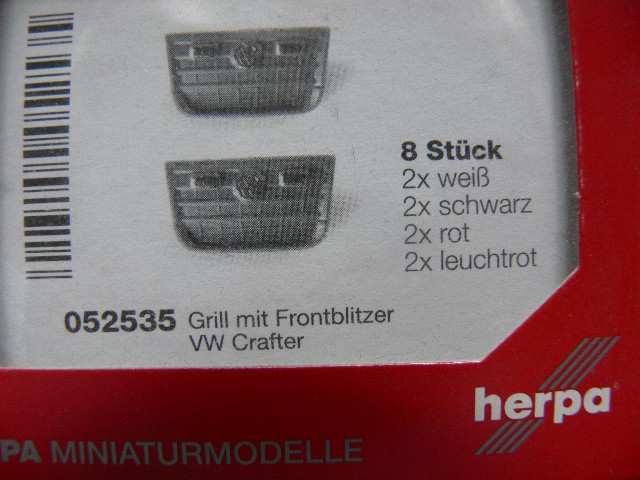 8 Stück
2x weiß
2x schwarz
2x rot
2x leuchtrot
052535 Grill mit Frontblitzer
VW Crafter
herpa
PA MINIATURMODELLE